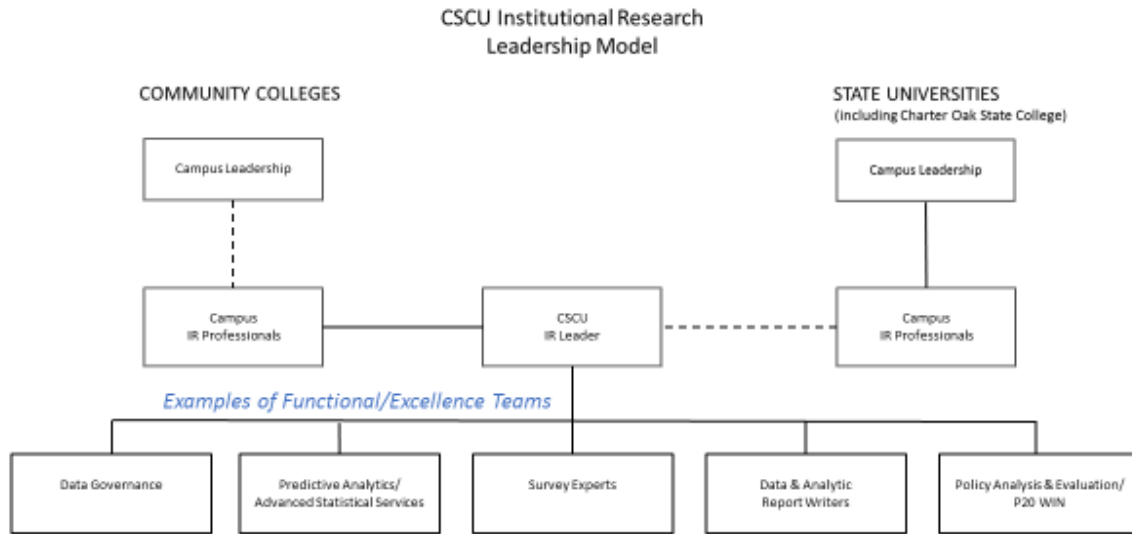 CSCU Institutional Research
Leadership Model
COMMUNITY COLLEGES
STATE UNIVERSITIES
(including Charter Oak State College)
Campus Leadership
Campus Leadership
Campus
IR Professionals
CSCU
IR Leader
Campus
IR Professionals
Examples of Functional/Excellence Teams
Data Governance
Predictive Analytics/
Advanced Statistical Services
Survey Experts
Data & Analytic
Report Writers
Policy Analysis & Evaluation/
P20 WIN